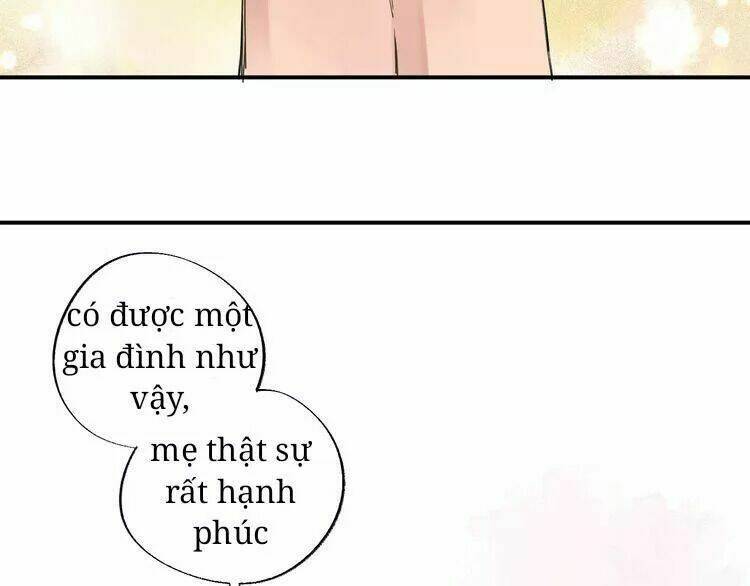 có được một
gia đình như
vậy,
mẹ thật sự
rất hạnh
phúc